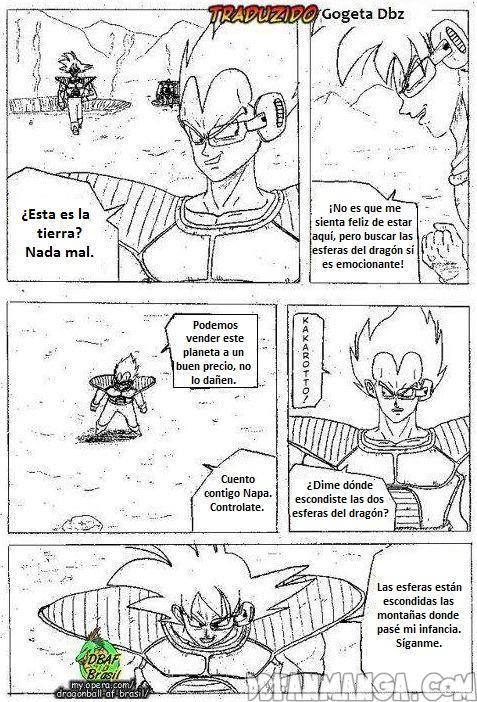 TRADUZIDO Gogeta Dbz
¿Esta es la
tierra?
Nada mal.
¡No es que me
sienta feliz de estar
aquí, pero buscar las
esferas del dragón sí
es emocionante!
Podemos
vender este
planeta a un
buen precio, no
lo dañen.
Cuento
contigo Napa.
Controlate.
KAKAROTTO!
¿Dime dónde
escondiste las dos
esferas del dragón?
Las esferas están
escondidas las
montañas donde
pasé mi infancia.
Síganme.
DBAF
Brasil
my.opera.com/
dragonball_af_brasil/
DBFANMANGA.COM